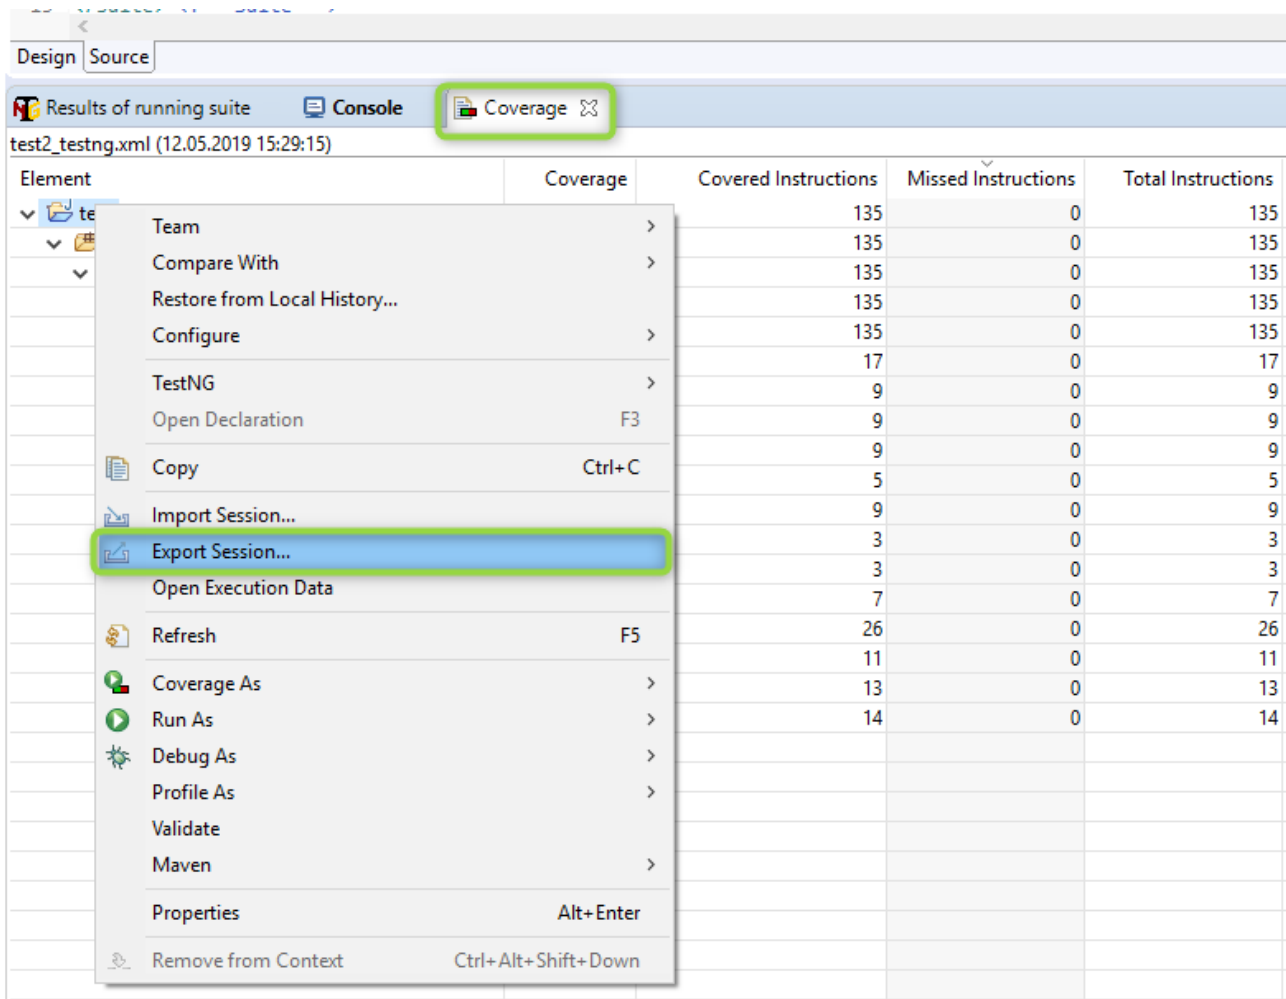 Design Source
Results of running suite Console Coverage
test2_testng.xml (12.05.2019 15:29:15)
Element Coverage Covered Instructions Missed Instructions Total Instructions
te 135 0 135
Team
135 0 135
Compare With
135 0 135
Restore from Local History...
135 0 135
Configure
135 0 135
17 0 17
TestNG
9 0 9
Open Declaration F3
9 0 9
9 0 9
Copy Ctrl+C
5 0 5
Import Session...
9 0 9
Export Session...
3 0 3
3 0 3
Open Execution Data
7 0 7
Refresh F5
26 0 26
11 0 11
Coverage As
13 0 13
Run As
14 0 14
Debug As
Profile As
Validate
Maven
Properties Alt+Enter
Remove from Context Ctrl+Alt+Shift+Down